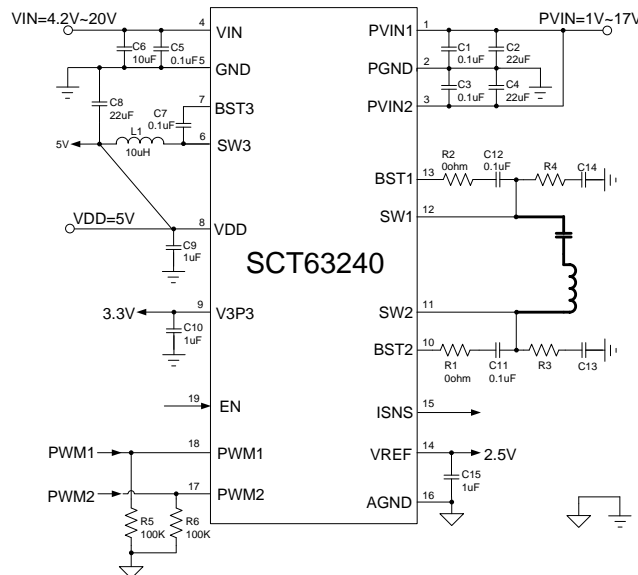 VIN=4.2V~20V
4
VIN
C6
10uF
C5
0.1uF
5
GND
C8
22uF
7
BST3
C7
0.1uF
L1
10uH
5V
6
SW3
VDD=5V
8
VDD
C9
1uF
3.3V
9
V3P3
C10
1uF
19
EN
PWM1
18
PWM1
PWM2
17
PWM2
R5
100K
R6
100K
SCT63240
PVIN1
1
PVIN=1V~17V
C1
0.1uF
C2
22uF
PGND
2
C3
0.1uF
C4
22uF
PVIN2
3
BST1
13
R2
0ohm
C12
0.1uF
R4
C14
SW1
12
SW2
11
BST2
10
R1
0ohm
C11
0.1uF
R3
C13
ISNS
15
VREF
14
2.5V
C15
1uF
AGND
16